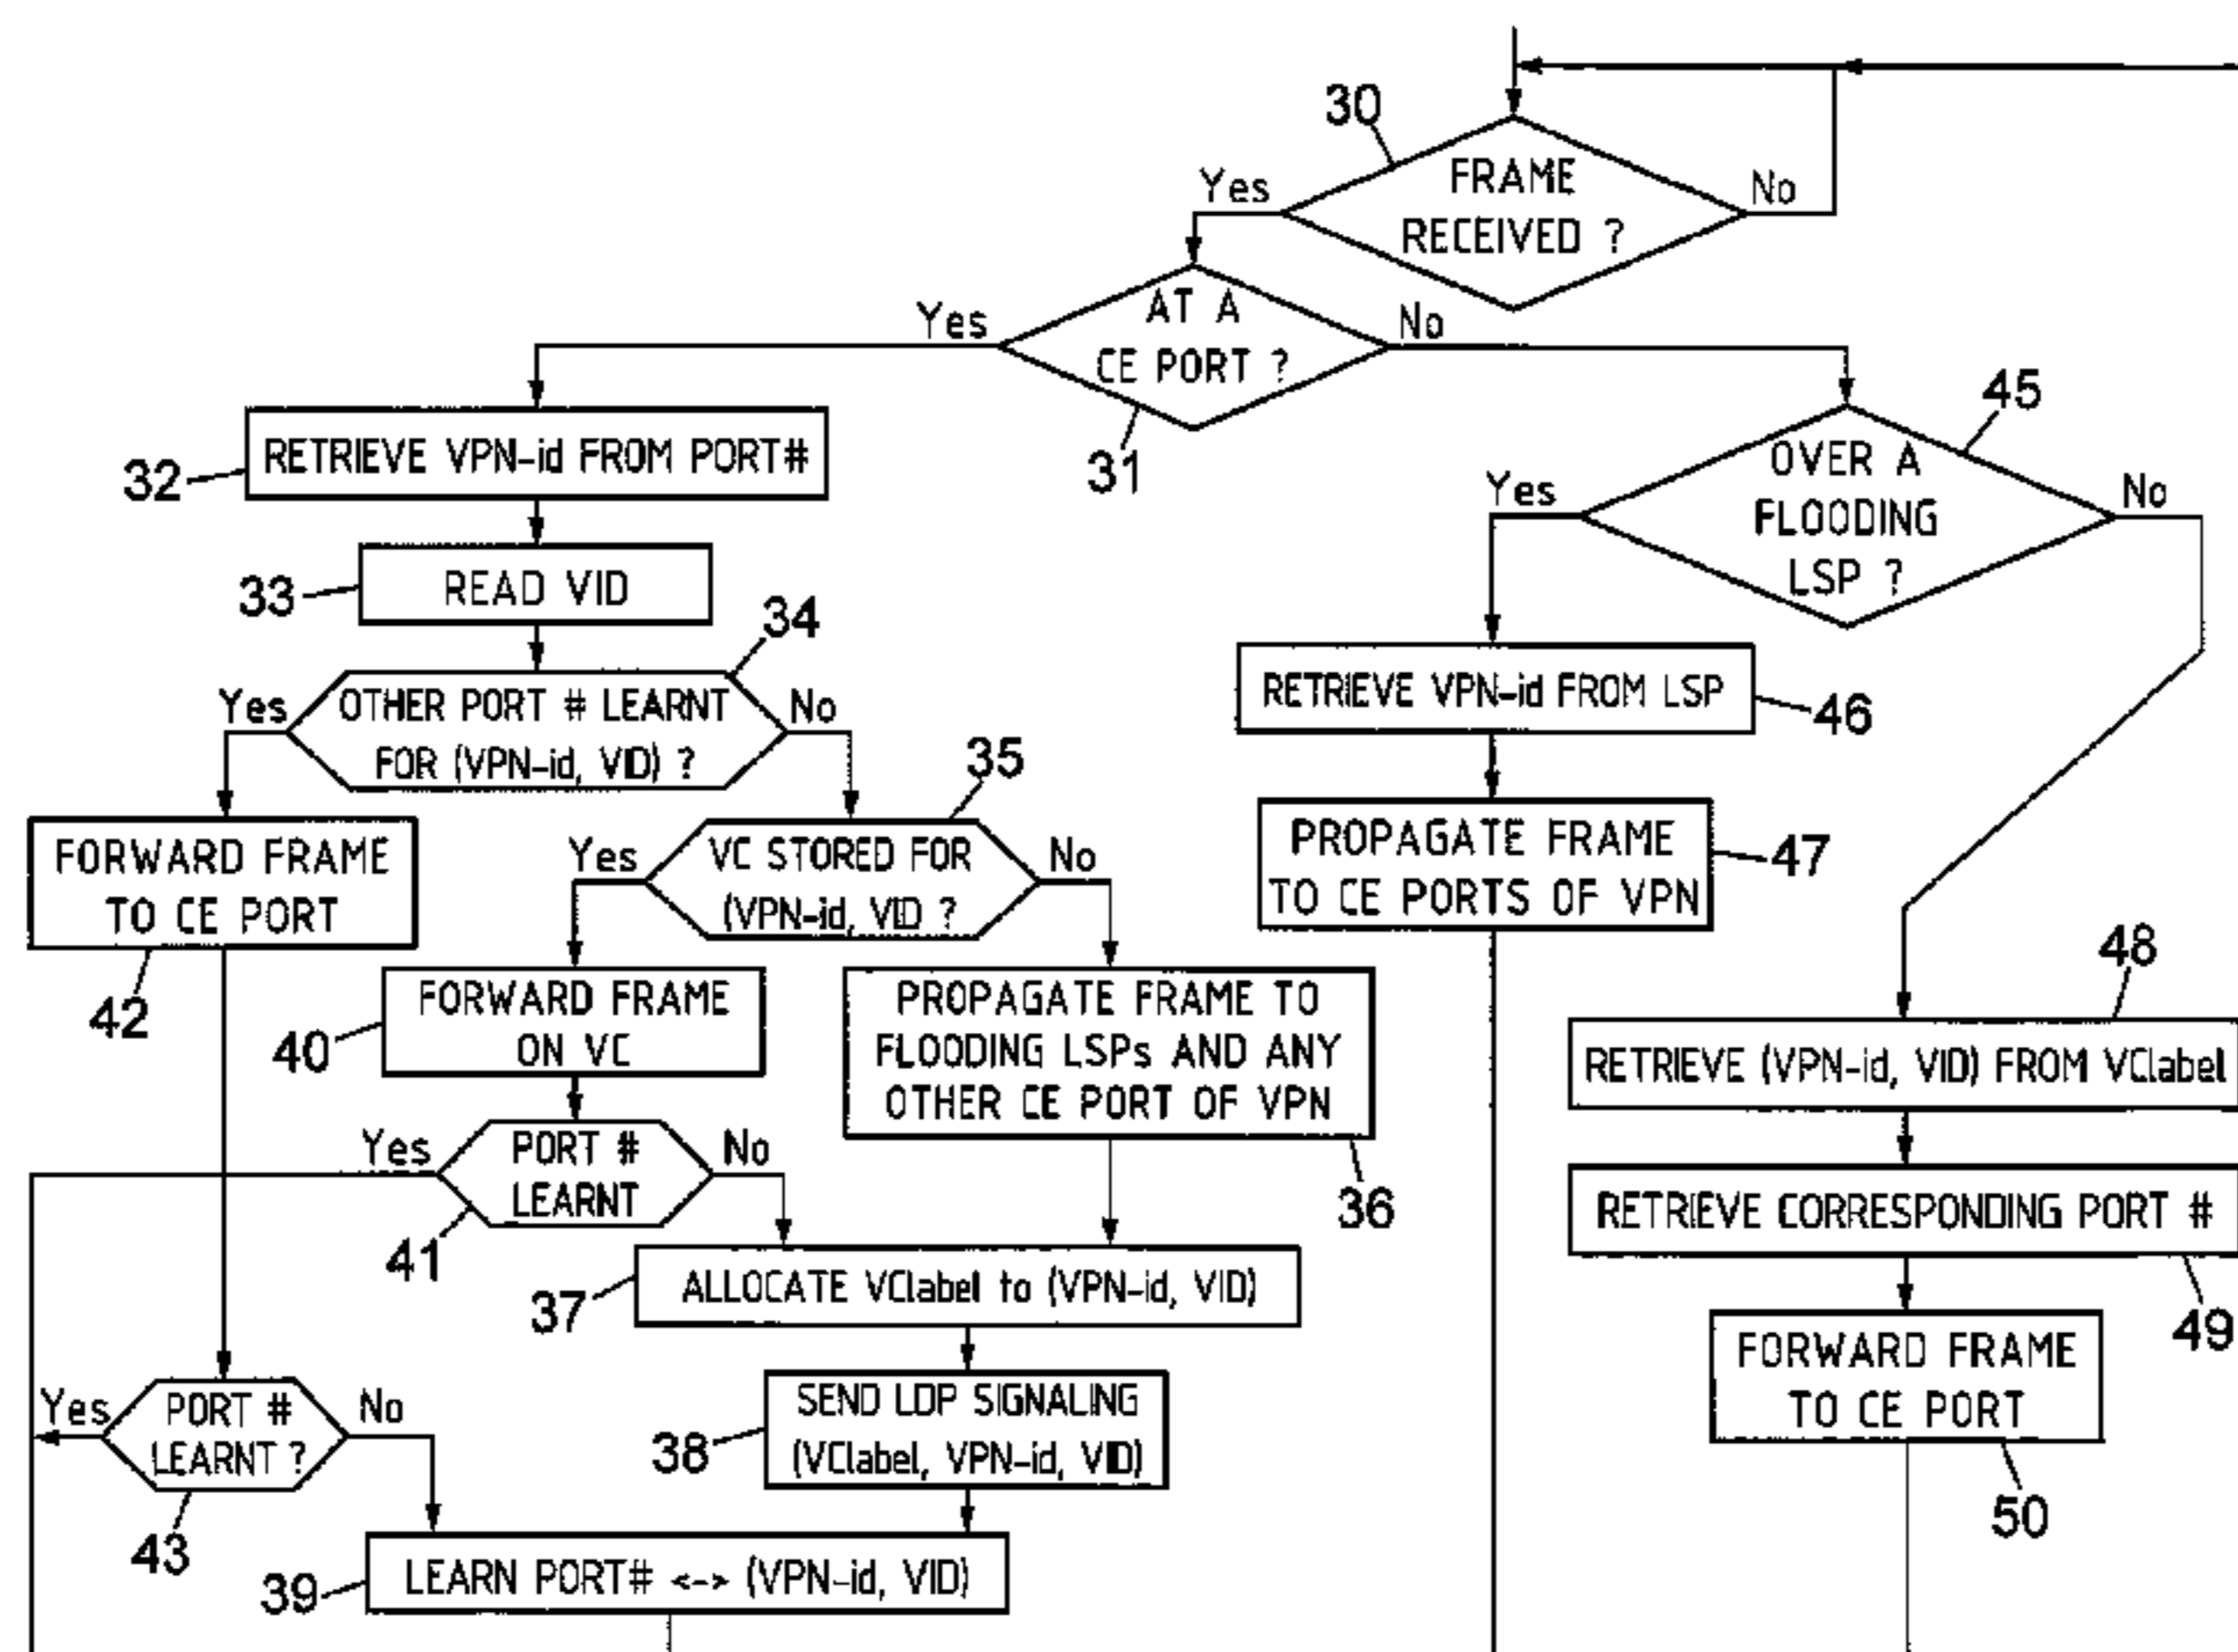 30
FRAME
RECEIVED ?
Yes
No
AT A
CE PORT ?
Yes
No
31
32
RETRIEVE VPN-id FROM PORT#
33
READ VID
34
OTHER PORT # LEARNT
FOR (VPN-id, VID) ?
Yes
No
35
VC STORED FOR
(VPN-id, VID ?
Yes
No
FORWARD FRAME
TO CE PORT
42
FORWARD FRAME
ON VC
40
PROPAGATE FRAME TO
FLOODING LSPs AND ANY
OTHER CE PORT OF VPN
36
PORT #
LEARNT
Yes
No
41
37
ALLOCATE VClabel to (VPN-id, VID)
38
SEND LDP SIGNALING
(VClabel, VPN-id, VID)
PORT #
LEARNT ?
Yes
No
43
39
LEARN PORT# <-> (VPN-id, VID)
45
OVER A
FLOODING
LSP ?
Yes
No
RETRIEVE VPN-id FROM LSP
46
PROPAGATE FRAME
TO CE PORTS OF VPN
47
48
RETRIEVE (VPN-id, VID) FROM VClabel
RETRIEVE CORRESPONDING PORT #
49
FORWARD FRAME
TO CE PORT
50